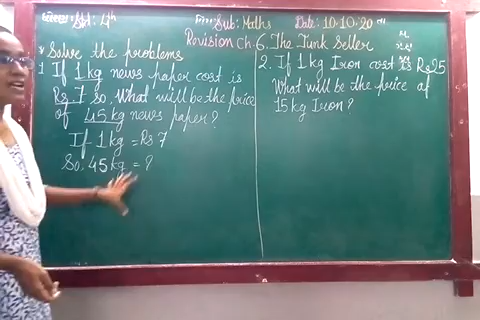 Std: 4th Sub: Maths Date: 10.10.20
Revision Ch-6. The Junk Seller
* Solve the problems
1 If 1 kg news paper cost is
Rs. 7 So. What will be the price
of 45 kg news paper?
If 1 kg = Rs 7
So. 45 kg = ?
2. If 1 kg Iron cost is Rs 25
What will be the price of
15 kg Iron?